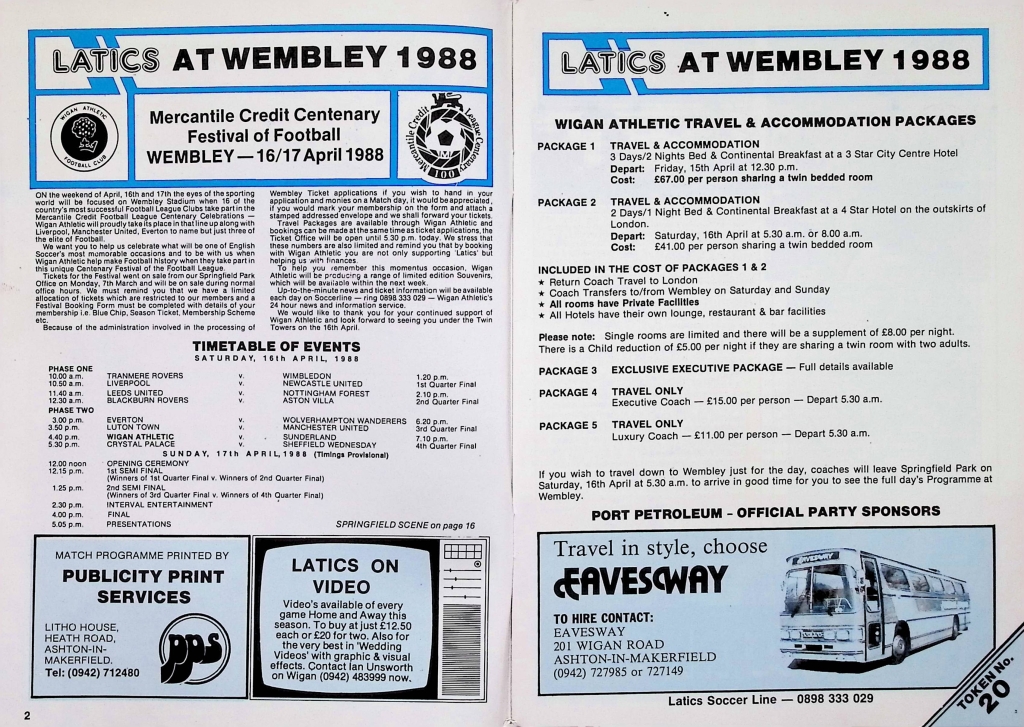 LATICS AT WEMBLEY 1988
WIGAN ATHLETIC
FOOTBALL CLUB
Mercantile Credit Centenary
Festival of Football
WEMBLEY — 16/17 April 1988
Mercantile Credit
League Centenary
100
ON the weekend of April, 16th and 17th the eyes of the sporting
world will be focused on Wembley Stadium when 16 of the
country's most successful Football League Clubs take part in the
Mercantile Credit Football League Centenary Celebrations —
Wigan Athletic will proudly take its place in that line up along with
Liverpool, Manchester United, Everton to name but just three of
the elite of Football.
We want you to help us celebrate what will be one of English
Soccer's most memorable occasions and to be with us when
Wigan Athletic help make Football history when they take part in
this unique Centenary Festival of the Football League.
Tickets for the Festival went on sale from our Springfield Park
Office on Monday, 7th March and will be on sale during normal
office hours. We must remind you that we have a limited
allocation of tickets which are restricted to our members and a
Festival Booking Form must be completed with details of your
membership i.e. Blue Chip, Season Ticket, Membership Scheme
etc.
Because of the administration involved in the processing of
Wembley Ticket applications if you wish to hand in your
application and monies on a Match day, it would be appreciated,
if you would mark your membership on the form and attach a
stamped addressed envelope and we shall forward your tickets.
Travel Packages are available through Wigan Athletic and
bookings can be made at the same time as ticket applications, the
Ticket Office will be open until 5.30 p.m. today. We stress that
these numbers are also limited and remind you that by booking
with Wigan Athletic you are not only supporting 'Latics' but
helping us with finances.
To help you remember this momentus occasion, Wigan
Athletic will be producing a range of limited edition Souvenirs,
which will be available within the next week.
Up-to-the-minute news and ticket information will be available
each day on Soccerline — ring 0898 333 029 — Wigan Athletic's
24 hour news and information service.
We would like to thank you for your continued support of
Wigan Athletic and look forward to seeing you under the Twin
Towers on the 16th April.
TIMETABLE OF EVENTS
SATURDAY, 16th APRIL, 1988
PHASE ONE
10.00 a.m. TRANMERE ROVERS v. WIMBLEDON 1.20 p.m.
10.50 a.m. LIVERPOOL v. NEWCASTLE UNITED 1st Quarter Final
11.40 a.m. LEEDS UNITED v. NOTTINGHAM FOREST 2.10 p.m.
12.30 a.m. BLACKBURN ROVERS v. ASTON VILLA 2nd Quarter Final
PHASE TWO
3.00 p.m. EVERTON v. WOLVERHAMPTON WANDERERS 6.20 p.m.
3.50 p.m. LUTON TOWN v. MANCHESTER UNITED 3rd Quarter Final
4.40 p.m. WIGAN ATHLETIC v. SUNDERLAND 7.10 p.m.
5.30 p.m. CRYSTAL PALACE v. SHEFFIELD WEDNESDAY 4th Quarter Final
SUNDAY, 17th APRIL, 1988 (Timings Provisional)
12.00 noon OPENING CEREMONY
12.15 p.m. 1st SEMI FINAL
(Winners of 1st Quarter Final v. Winners of 2nd Quarter Final)
1.25 p.m. 2nd SEMI FINAL
(Winners of 3rd Quarter Final v. Winners of 4th Quarter Final)
2.30 p.m. INTERVAL ENTERTAINMENT
4.00 p.m. FINAL
5.05 p.m. PRESENTATIONS
SPRINGFIELD SCENE on page 16
MATCH PROGRAMME PRINTED BY
PUBLICITY PRINT
SERVICES
LITHO HOUSE,
HEATH ROAD,
ASHTON-IN-
MAKERFIELD.
Tel: (0942) 712480
pps
LATICS ON
VIDEO
Video's available of every
game Home and Away this
season. To buy at just £12.50
each or £20 for two. Also for
the very best in 'Wedding
Videos' with graphic & visual
effects. Contact Ian Unsworth
on Wigan (0942) 483999 now.
2
LATICS AT WEMBLEY 1988
WIGAN ATHLETIC TRAVEL & ACCOMMODATION PACKAGES
PACKAGE 1 TRAVEL & ACCOMMODATION
3 Days/2 Nights Bed & Continental Breakfast at a 3 Star City Centre Hotel
Depart: Friday, 15th April at 12.30 p.m.
Cost: £67.00 per person sharing a twin bedded room
PACKAGE 2 TRAVEL & ACCOMMODATION
2 Days/1 Night Bed & Continental Breakfast at a 4 Star Hotel on the outskirts of
London.
Depart: Saturday, 16th April at 5.30 a.m. or 8.00 a.m.
Cost: £41.00 per person sharing a twin bedded room
INCLUDED IN THE COST OF PACKAGES 1 & 2
★ Return Coach Travel to London
★ Coach Transfers to/from Wembley on Saturday and Sunday
★ All rooms have Private Facilities
★ All Hotels have their own lounge, restaurant & bar facilities
Please note: Single rooms are limited and there will be a supplement of £8.00 per night.
There is a Child reduction of £5.00 per night if they are sharing a twin room with two adults.
PACKAGE 3 EXCLUSIVE EXECUTIVE PACKAGE — Full details available
PACKAGE 4 TRAVEL ONLY
Executive Coach — £15.00 per person — Depart 5.30 a.m.
PACKAGE 5 TRAVEL ONLY
Luxury Coach — £11.00 per person — Depart 5.30 a.m.
If you wish to travel down to Wembley just for the day, coaches will leave Springfield Park on
Saturday, 16th April at 5.30 a.m. to arrive in good time for you to see the full day's Programme at
Wembley.
PORT PETROLEUM – OFFICIAL PARTY SPONSORS
Travel in style, choose
EAVESWAY
TO HIRE CONTACT:
EAVESWAY
201 WIGAN ROAD
ASHTON-IN-MAKERFIELD
(0942) 727985 or 727149
EAVESWAY
Latics Soccer Line — 0898 333 029
TOKEN No.
20